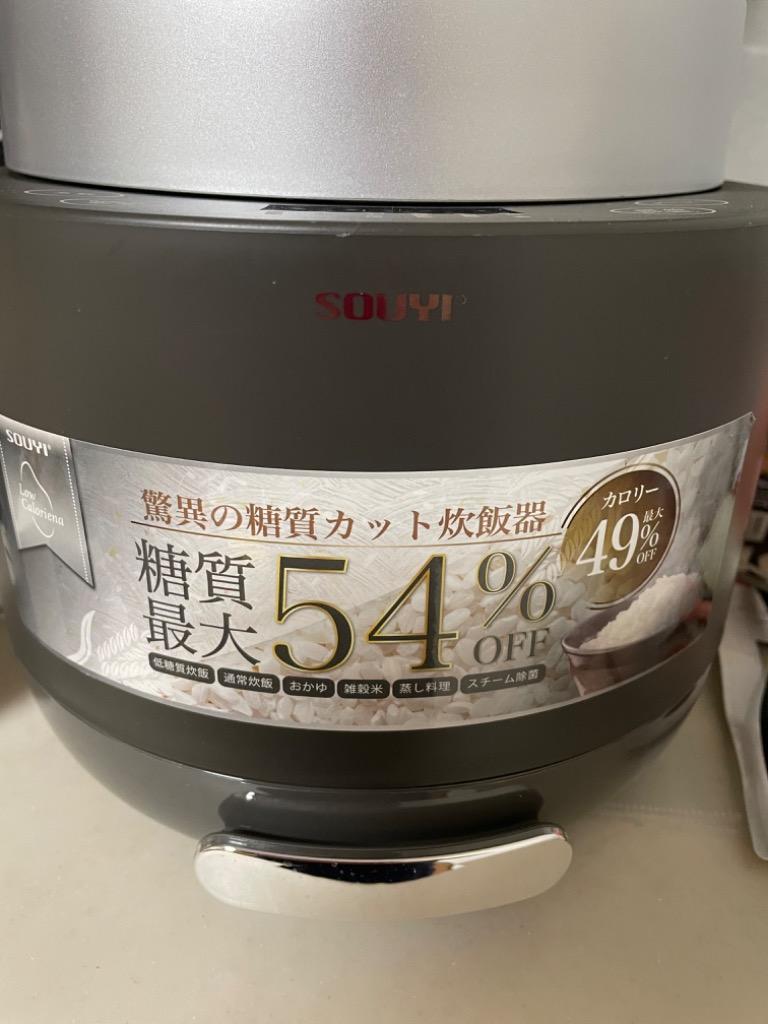 SOUYI
SOUYI
Low
Caloriena
驚異の糖質カット炊飯器
糖質
最大
54%
OFF
カロリー
最大
49%
OFF
低糖質炊飯
通常炊飯
おかゆ
雑穀米
蒸し料理
スチーム除菌